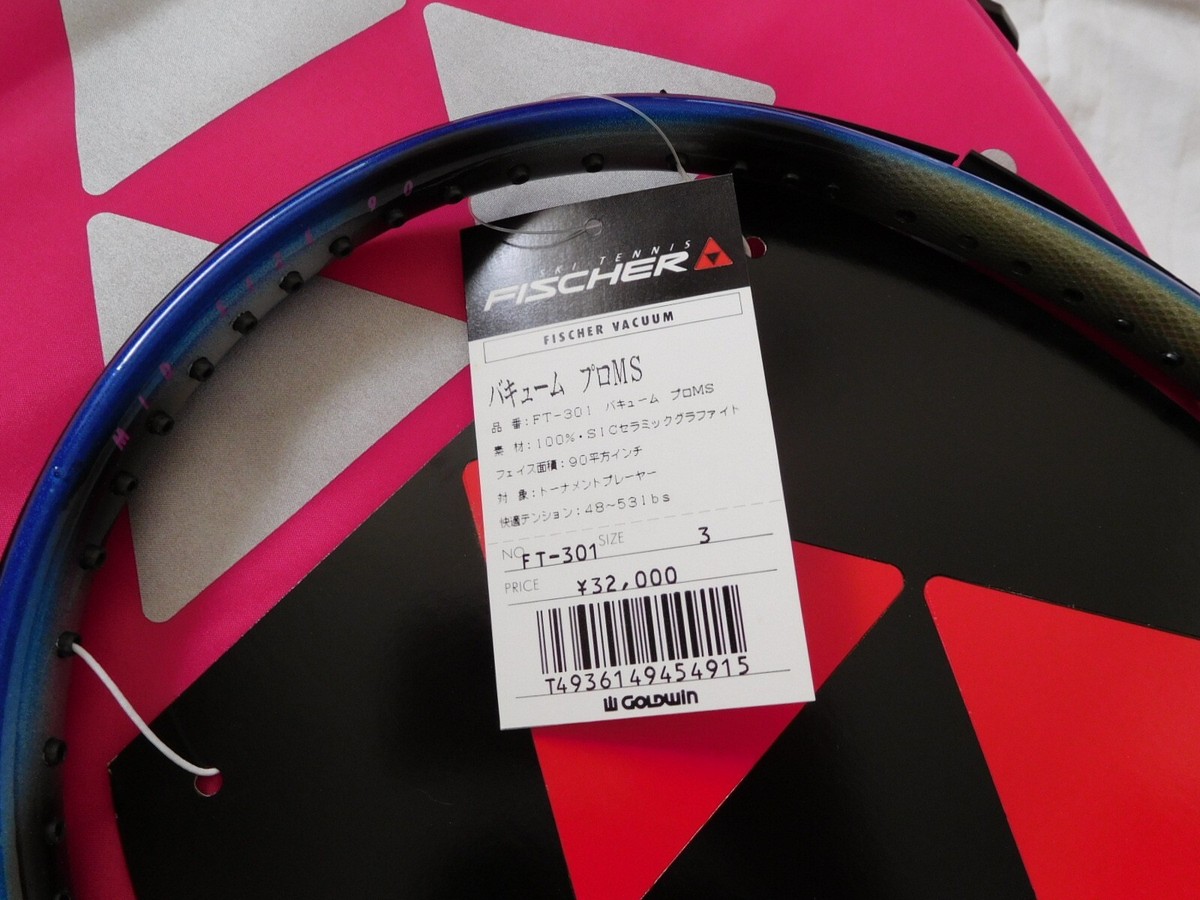 SKI TENNIS
FISCHER
FISCHER VACUUM
バキューム プロMS
品 番:FT-301 バキューム プロMS
素 材:100%・SICセラミックグラファイト
フェイス面積:90平方インチ
対 象:トーナメントプレーヤー
快適テンション:48~53lbs
NO. FT-301 SIZE 3
PRICE ¥32,000
T4936149454915
GOLDWIN
MIDPLUS 90